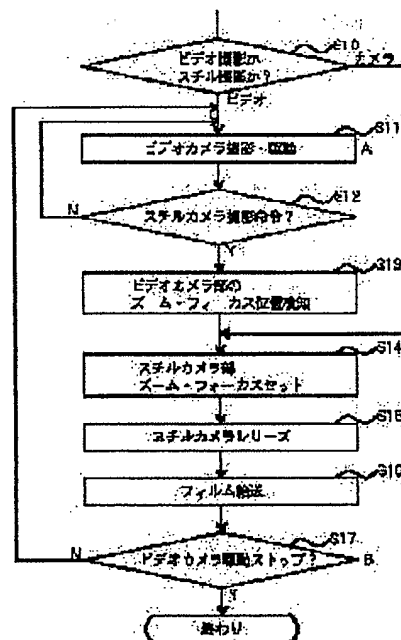 ビデオ撮影か
スチル撮影か?
S10
カメラ
ビデオ
S11
ビデオカメラ撮影・駆動
A
S12
スチルカメラ撮影命令?
N
Y
S13
ビデオカメラ部の
ズーム・フォーカス位置検知
S14
スチルカメラ部
ズーム・フォーカスセット
S15
スチルカメラレリーズ
S16
フィルム給送
S17
ビデオカメラ駆動ストップ?
N
B
Y
終わり